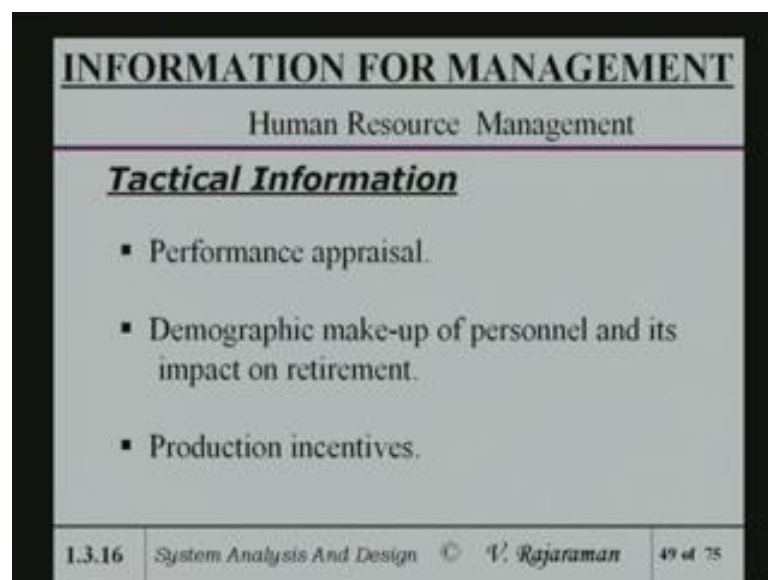 INFORMATION FOR MANAGEMENT
Human Resource Management
Tactical Information
▪ Performance appraisal.
▪ Demographic make-up of personnel and its
impact on retirement.
▪ Production incentives.
1.3.16 System Analysis And Design © V. Rajaraman 49 of 75